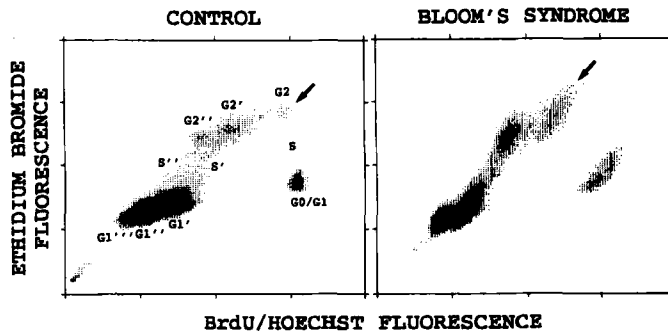 CONTROL
BLOOM'S SYNDROME
ETHIDIUM BROMIDE
FLUORESCENCE
G2
G2'
G2''
S
S''
S'
G0/G1
G1'''G1''
G1'
BrdU/HOECHST FLUORESCENCE